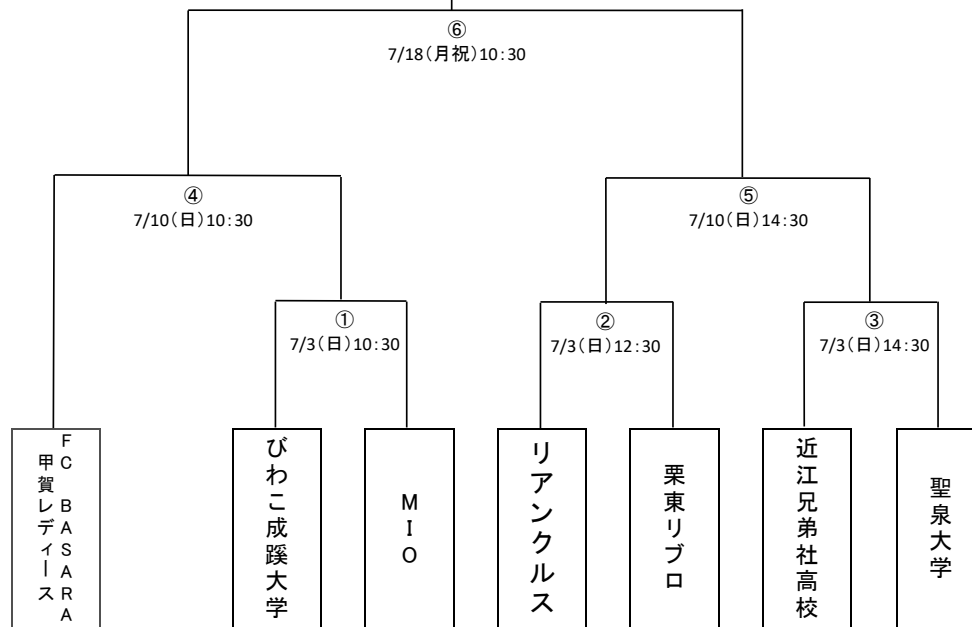 ⑥
7/18(月祝)10:30
④
7/10(日)10:30
⑤
7/10(日)14:30
①
7/3(日)10:30
②
7/3(日)12:30
③
7/3(日)14:30
FC BASARA
甲賀レディース
びわこ成蹊大学
MIO
リアンクルス
栗東リブロ
近江兄弟社高校
聖泉大学